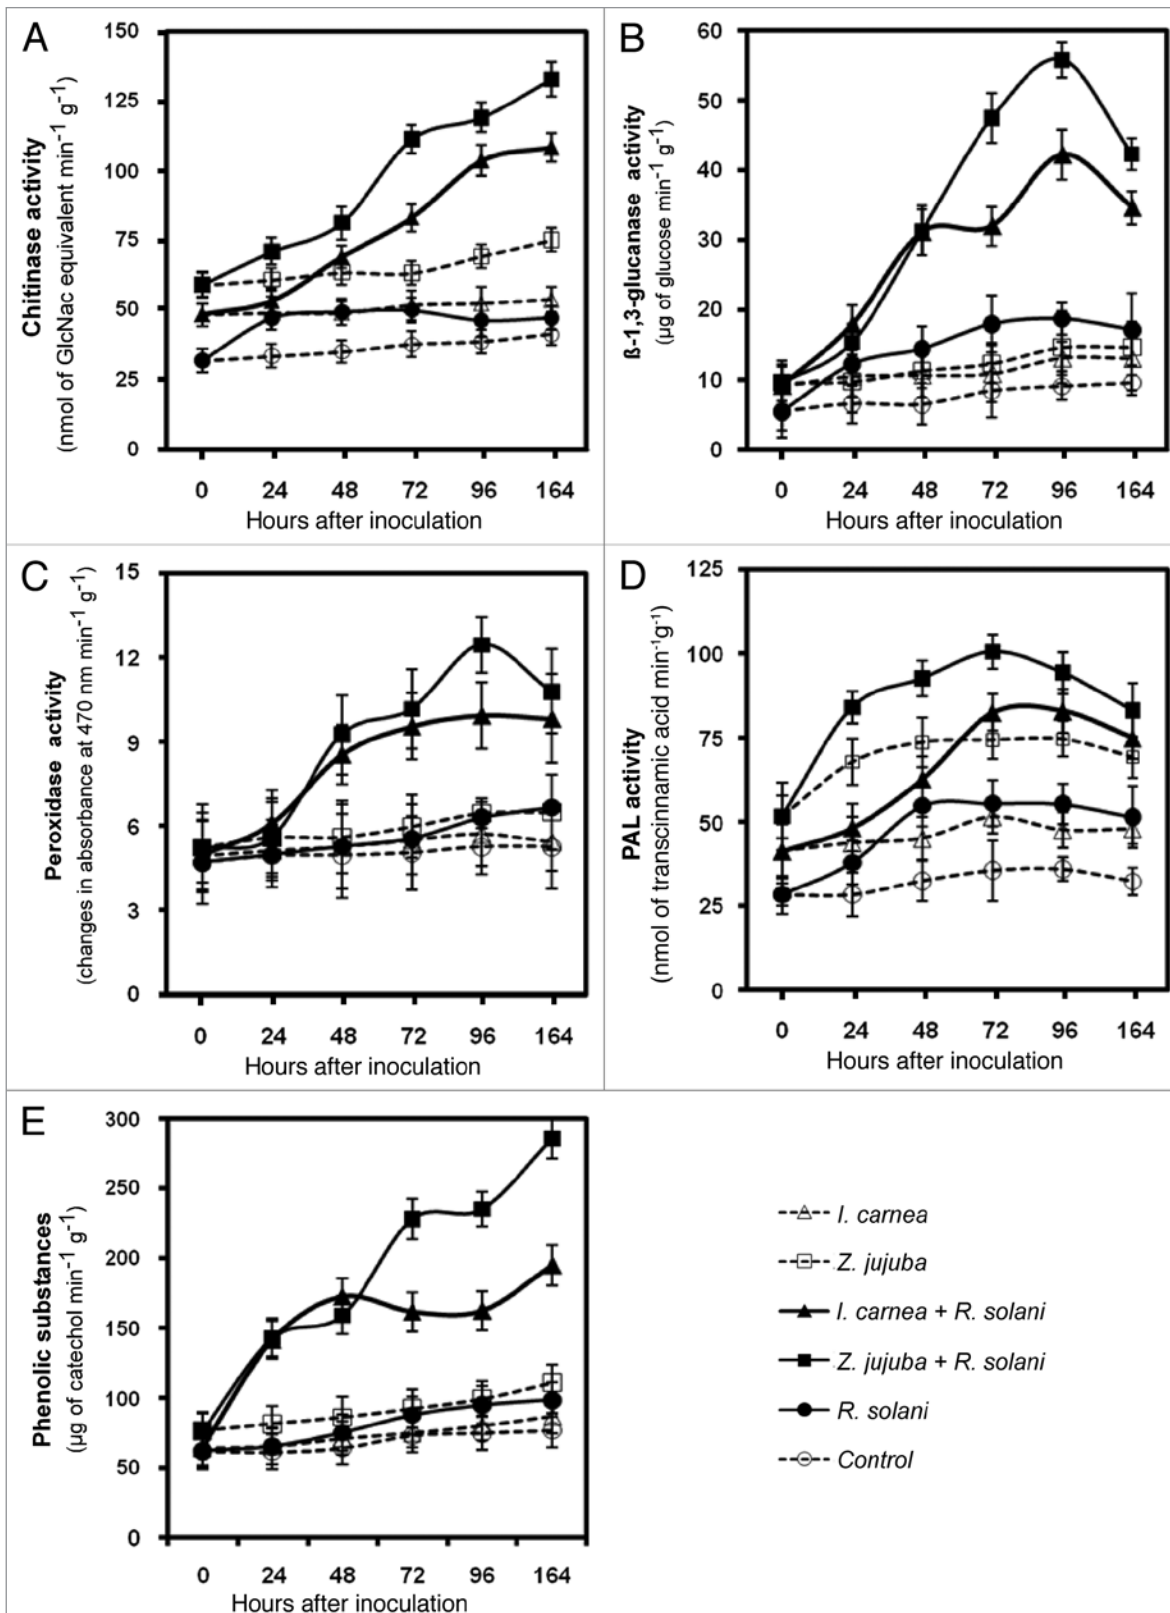 A
Chitinase activity
(nmol of GlcNac equivalent min⁻¹ g⁻¹)
150
125
100
75
50
25
0
0 24 48 72 96 164
Hours after inoculation
B
ß-1,3-glucanase activity
(µg of glucose min⁻¹ g⁻¹)
60
50
40
30
20
10
0
0 24 48 72 96 164
Hours after inoculation
C
Peroxidase activity
(changes in absorbance at 470 nm min⁻¹ g⁻¹)
15
12
9
6
3
0
0 24 48 72 96 164
Hours after inoculation
D
PAL activity
(nmol of transcinnamic acid min⁻¹g⁻¹)
125
100
75
50
25
0
0 24 48 72 96 164
Hours after inoculation
E
Phenolic substances
(µg of catechol min⁻¹ g⁻¹)
300
250
200
150
100
50
0
0 24 48 72 96 164
Hours after inoculation
I. carnea
Z. jujuba
I. carnea + R. solani
Z. jujuba + R. solani
R. solani
Control